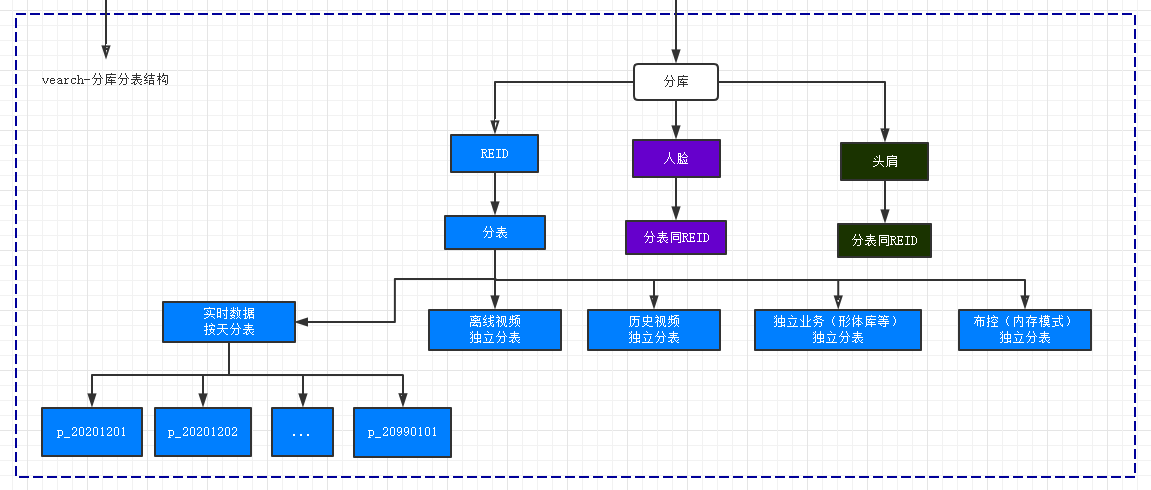 vearch-分库分表结构
分库
REID
人脸
头肩
分表
分表同REID
分表同REID
实时数据
按天分表
离线视频
独立分表
历史视频
独立分表
独立业务（形体库等）
独立分表
布控（内存模式）
独立分表
p_20201201
p_20201202
...
p_20990101